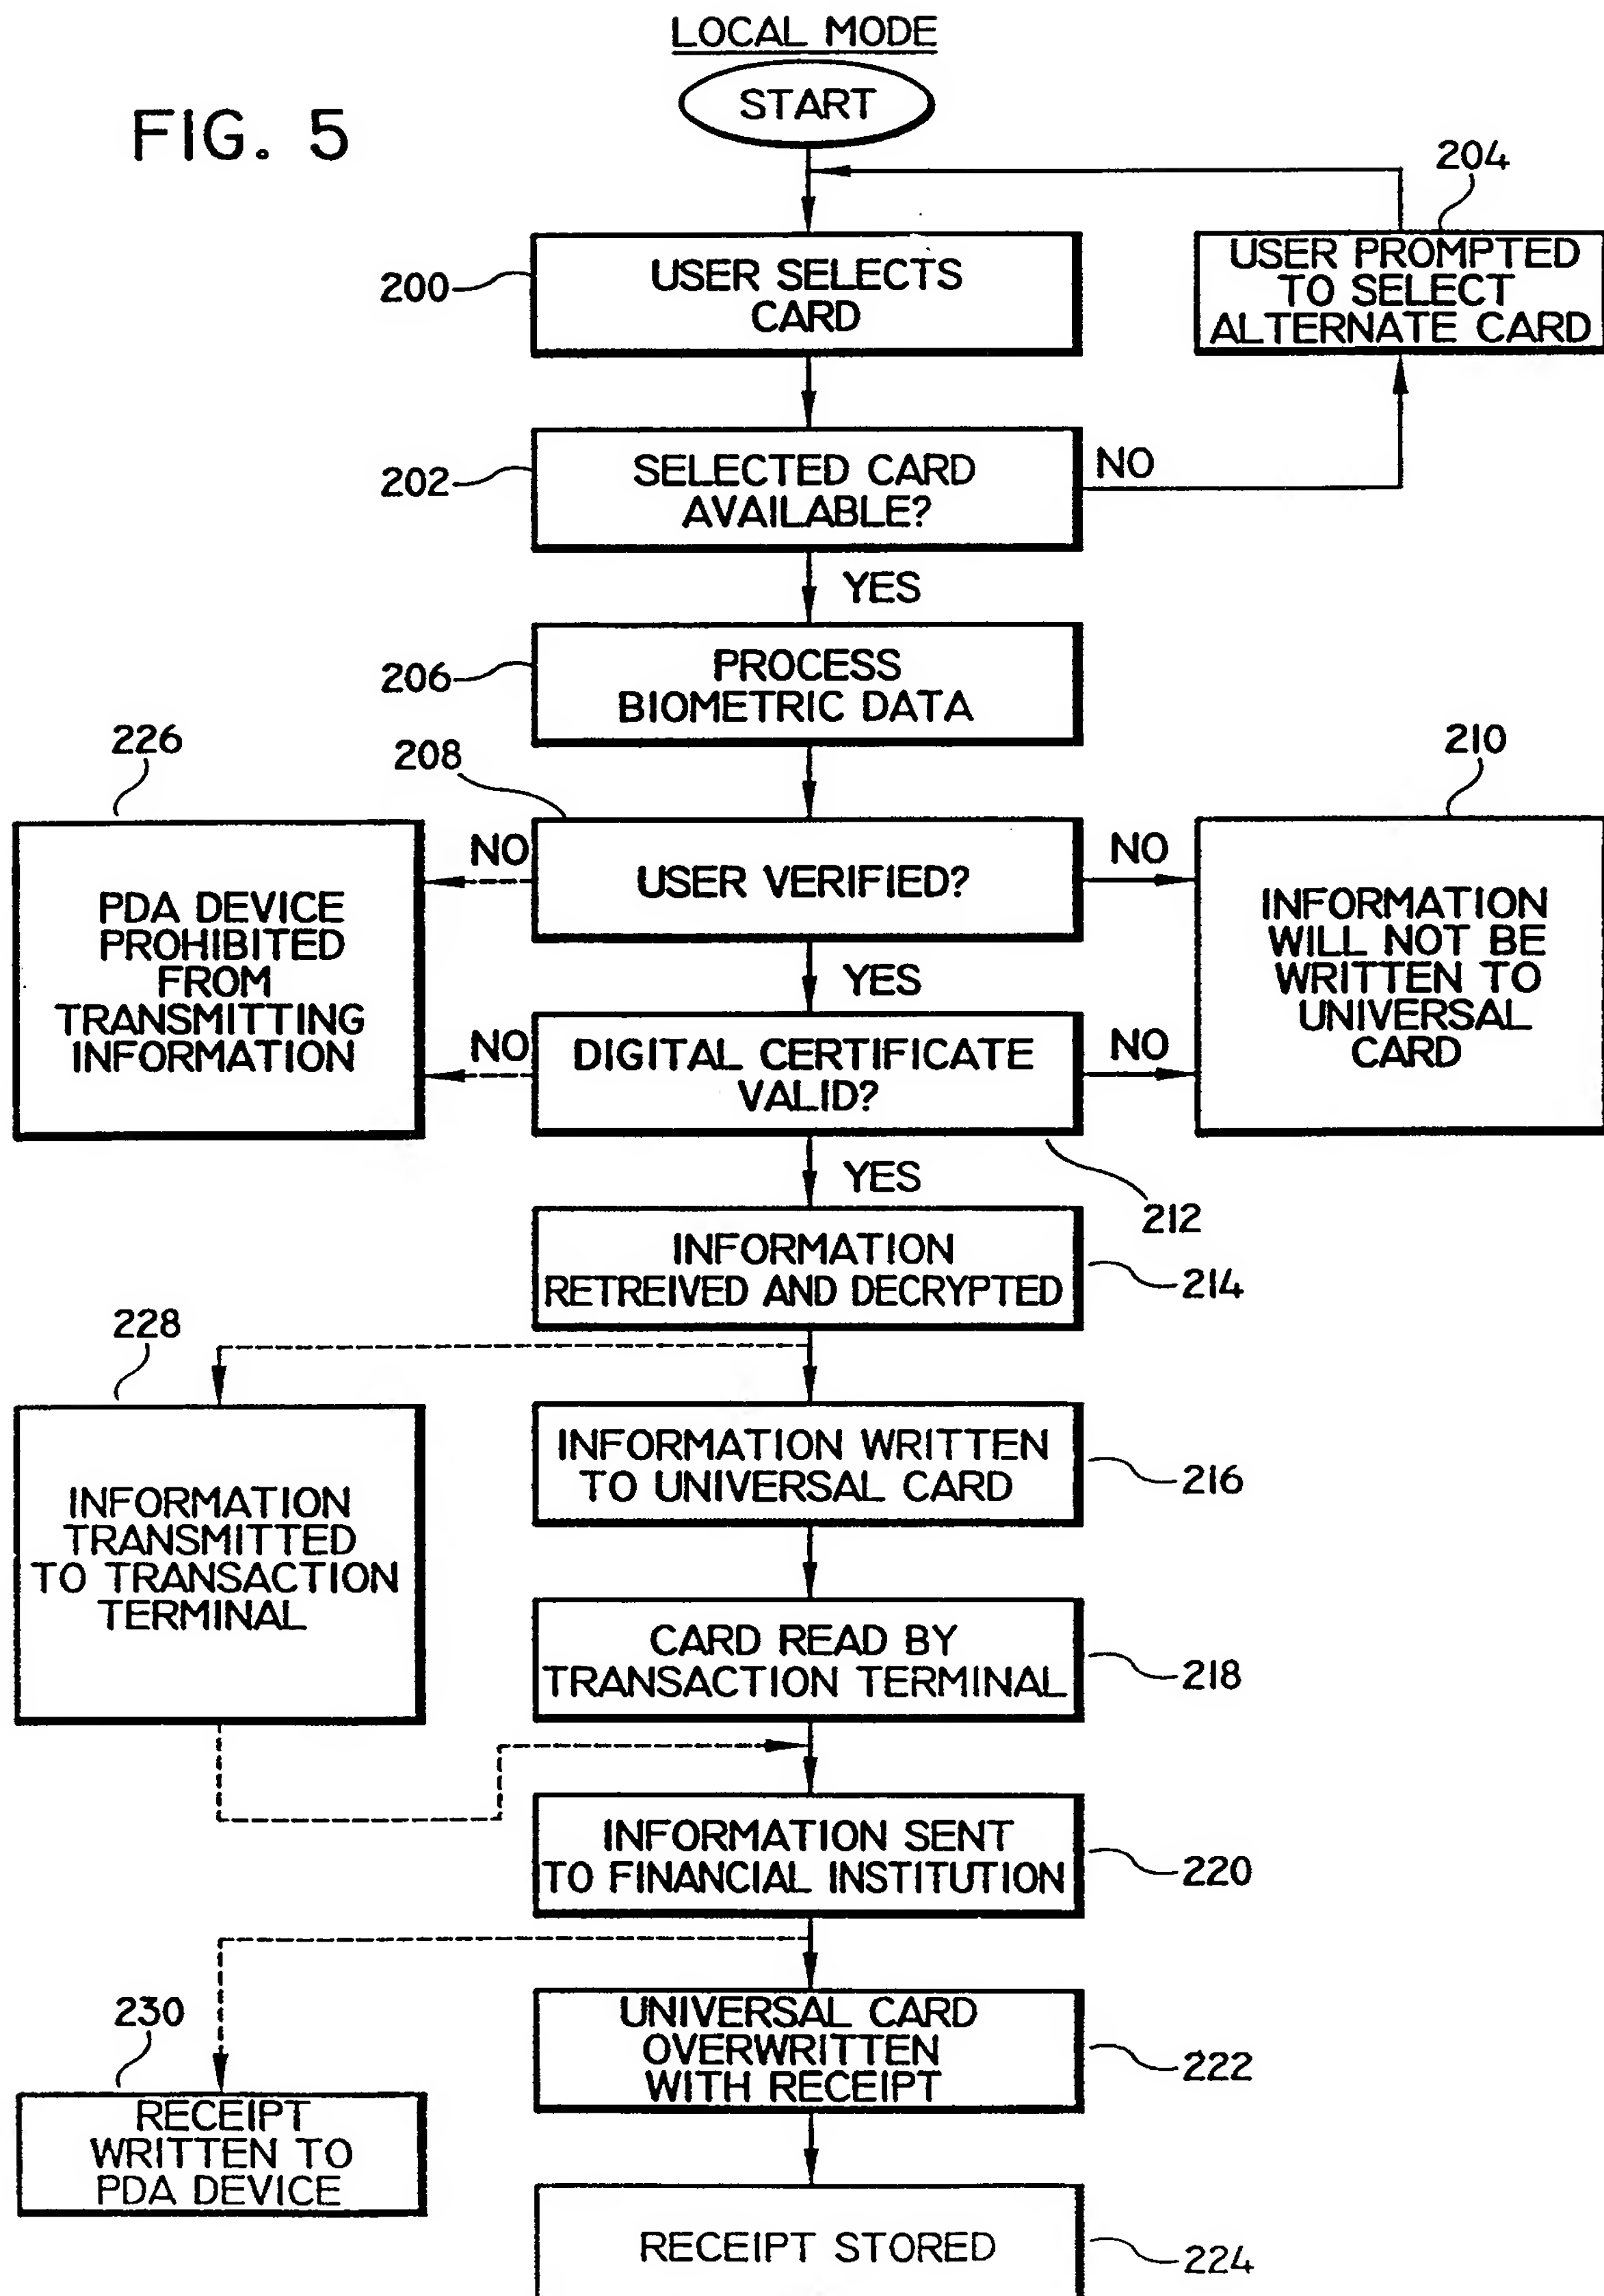 LOCAL MODE
START
FIG. 5
204
USER PROMPTED
TO SELECT
ALTERNATE CARD
200
USER SELECTS
CARD
202
SELECTED CARD
AVAILABLE?
NO
YES
206
PROCESS
BIOMETRIC DATA
226
208
210
NO
USER VERIFIED?
NO
PDA DEVICE
PROHIBITED
FROM
TRANSMITTING
INFORMATION
INFORMATION
WILL NOT BE
WRITTEN TO
UNIVERSAL
CARD
YES
NO
DIGITAL CERTIFICATE
VALID?
NO
YES
212
INFORMATION
RETREIVED AND DECRYPTED
214
228
INFORMATION WRITTEN
TO UNIVERSAL CARD
216
INFORMATION
TRANSMITTED
TO TRANSACTION
TERMINAL
CARD READ BY
TRANSACTION TERMINAL
218
INFORMATION SENT
TO FINANCIAL INSTITUTION
220
230
UNIVERSAL CARD
OVERWRITTEN
WITH RECEIPT
222
RECEIPT
WRITTEN TO
PDA DEVICE
RECEIPT STORED
224